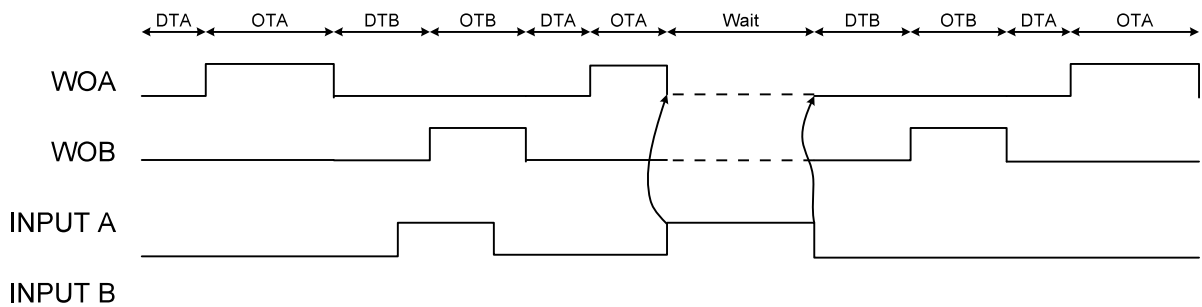 DTA OTA DTB OTB DTA OTA Wait DTB OTB DTA OTA
WOA
WOB
INPUT A
INPUT B